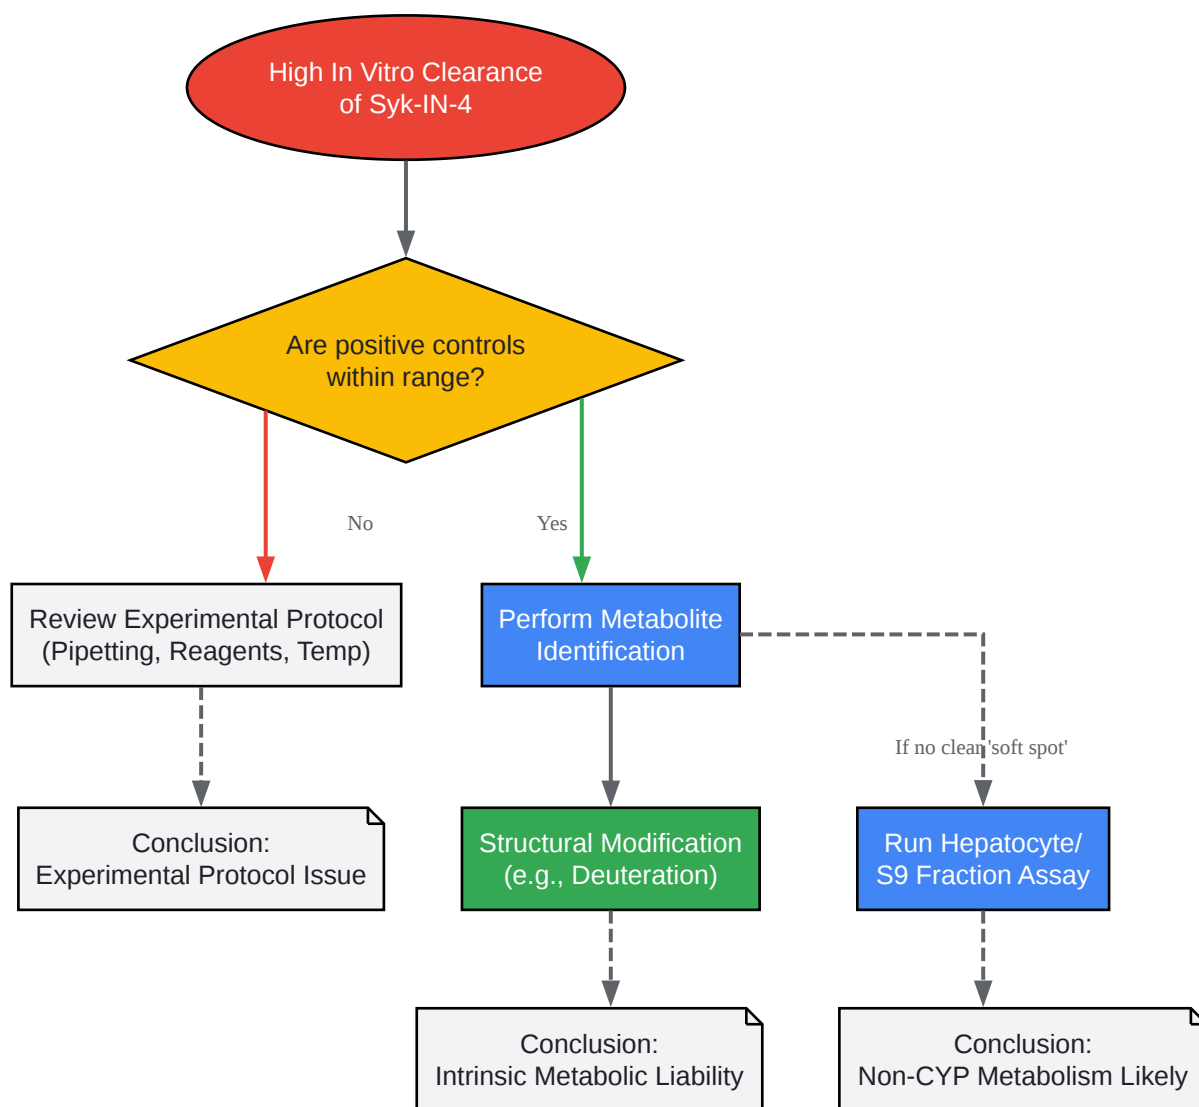 High In Vitro Clearance
of Syk-IN-4
Are positive controls
within range?
No
Yes
Review Experimental Protocol
(Pipetting, Reagents, Temp)
Perform Metabolite
Identification
If no clear 'soft spot'
Conclusion:
Experimental Protocol Issue
Structural Modification
(e.g., Deuteration)
Run Hepatocyte/
S9 Fraction Assay
Conclusion:
Intrinsic Metabolic Liability
Conclusion:
Non-CYP Metabolism Likely